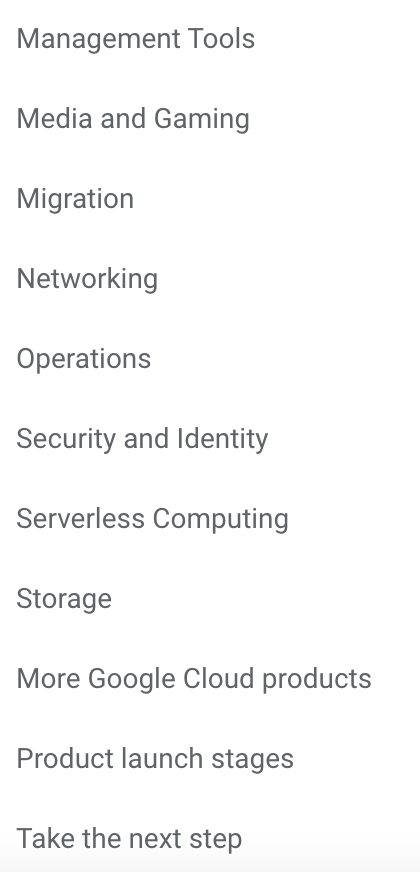 Management Tools
Media and Gaming
Migration
Networking
Operations
Security and Identity
Serverless Computing
Storage
More Google Cloud products
Product launch stages
Take the next step